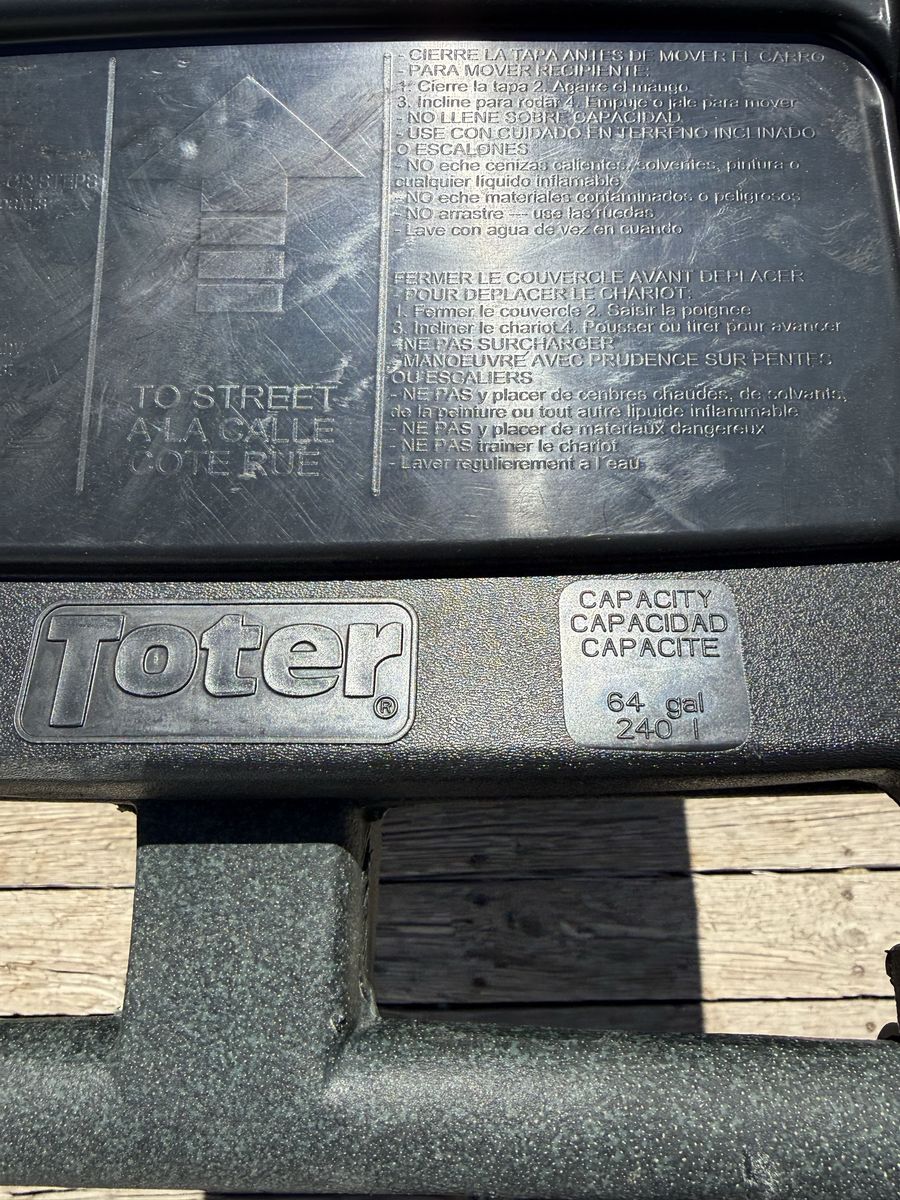 OR STEPS
- CIERRE LA TAPA ANTES DE MOVER EL CARRO
- PARA MOVER RECIPIENTE:
1. Cierre la tapa 2. Agarre el mango
3. Incline para rodar 4. Empuje o jale para mover
- NO LLENE SOBRE CAPACIDAD
- USE CON CUIDADO EN TERRENO INCLINADO
O ESCALONES
- NO eche cenizas calientes, solventes, pintura o
cualquier líquido inflamable
- NO eche materiales contaminados o peligrosos
- NO arrastre --- use las ruedas
- Lave con agua de vez en cuando
FERMER LE COUVERCLE AVANT DEPLACER
- POUR DEPLACER LE CHARIOT:
1. Fermer le couvercle 2. Saisir la poignee
3. Incliner le chariot 4. Pousser ou tirer pour avancer
- NE PAS SURCHARGER
- MANOEUVRE AVEC PRUDENCE SUR PENTES
OU ESCALIERS
- NE PAS y placer de cenbres chaudes, de solvants,
de la peinture ou tout autre lipuide inflammable
- NE PAS y placer de materiaux dangereux
- NE PAS trainer le chariot
- Laver regulierement a l'eau
TO STREET
A LA CALLE
COTE RUE
Toter®
CAPACITY
CAPACIDAD
CAPACITE
64 gal
240 l